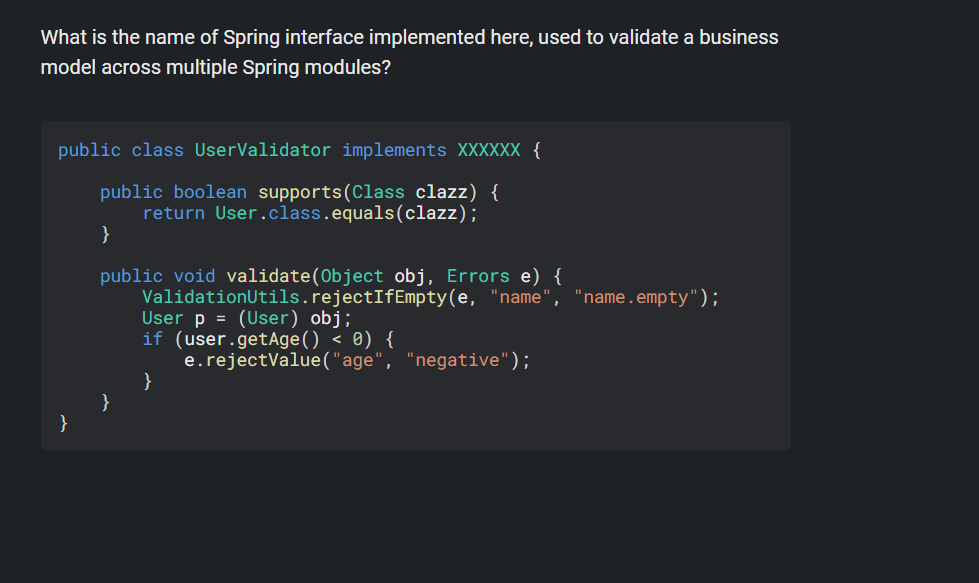 What is the name of Spring interface implemented here, used to validate a business
model across multiple Spring modules?
public class UserValidator implements XXXXXX {
public boolean supports(Class clazz) {
return User.class.equals(clazz);
}
public void validate(Object obj, Errors e) {
ValidationUtils.rejectIfEmpty(e, "name", "name.empty");
User p = (User) obj;
if (user.getAge() < 0) {
e.rejectValue("age", "negative");
}
}
}